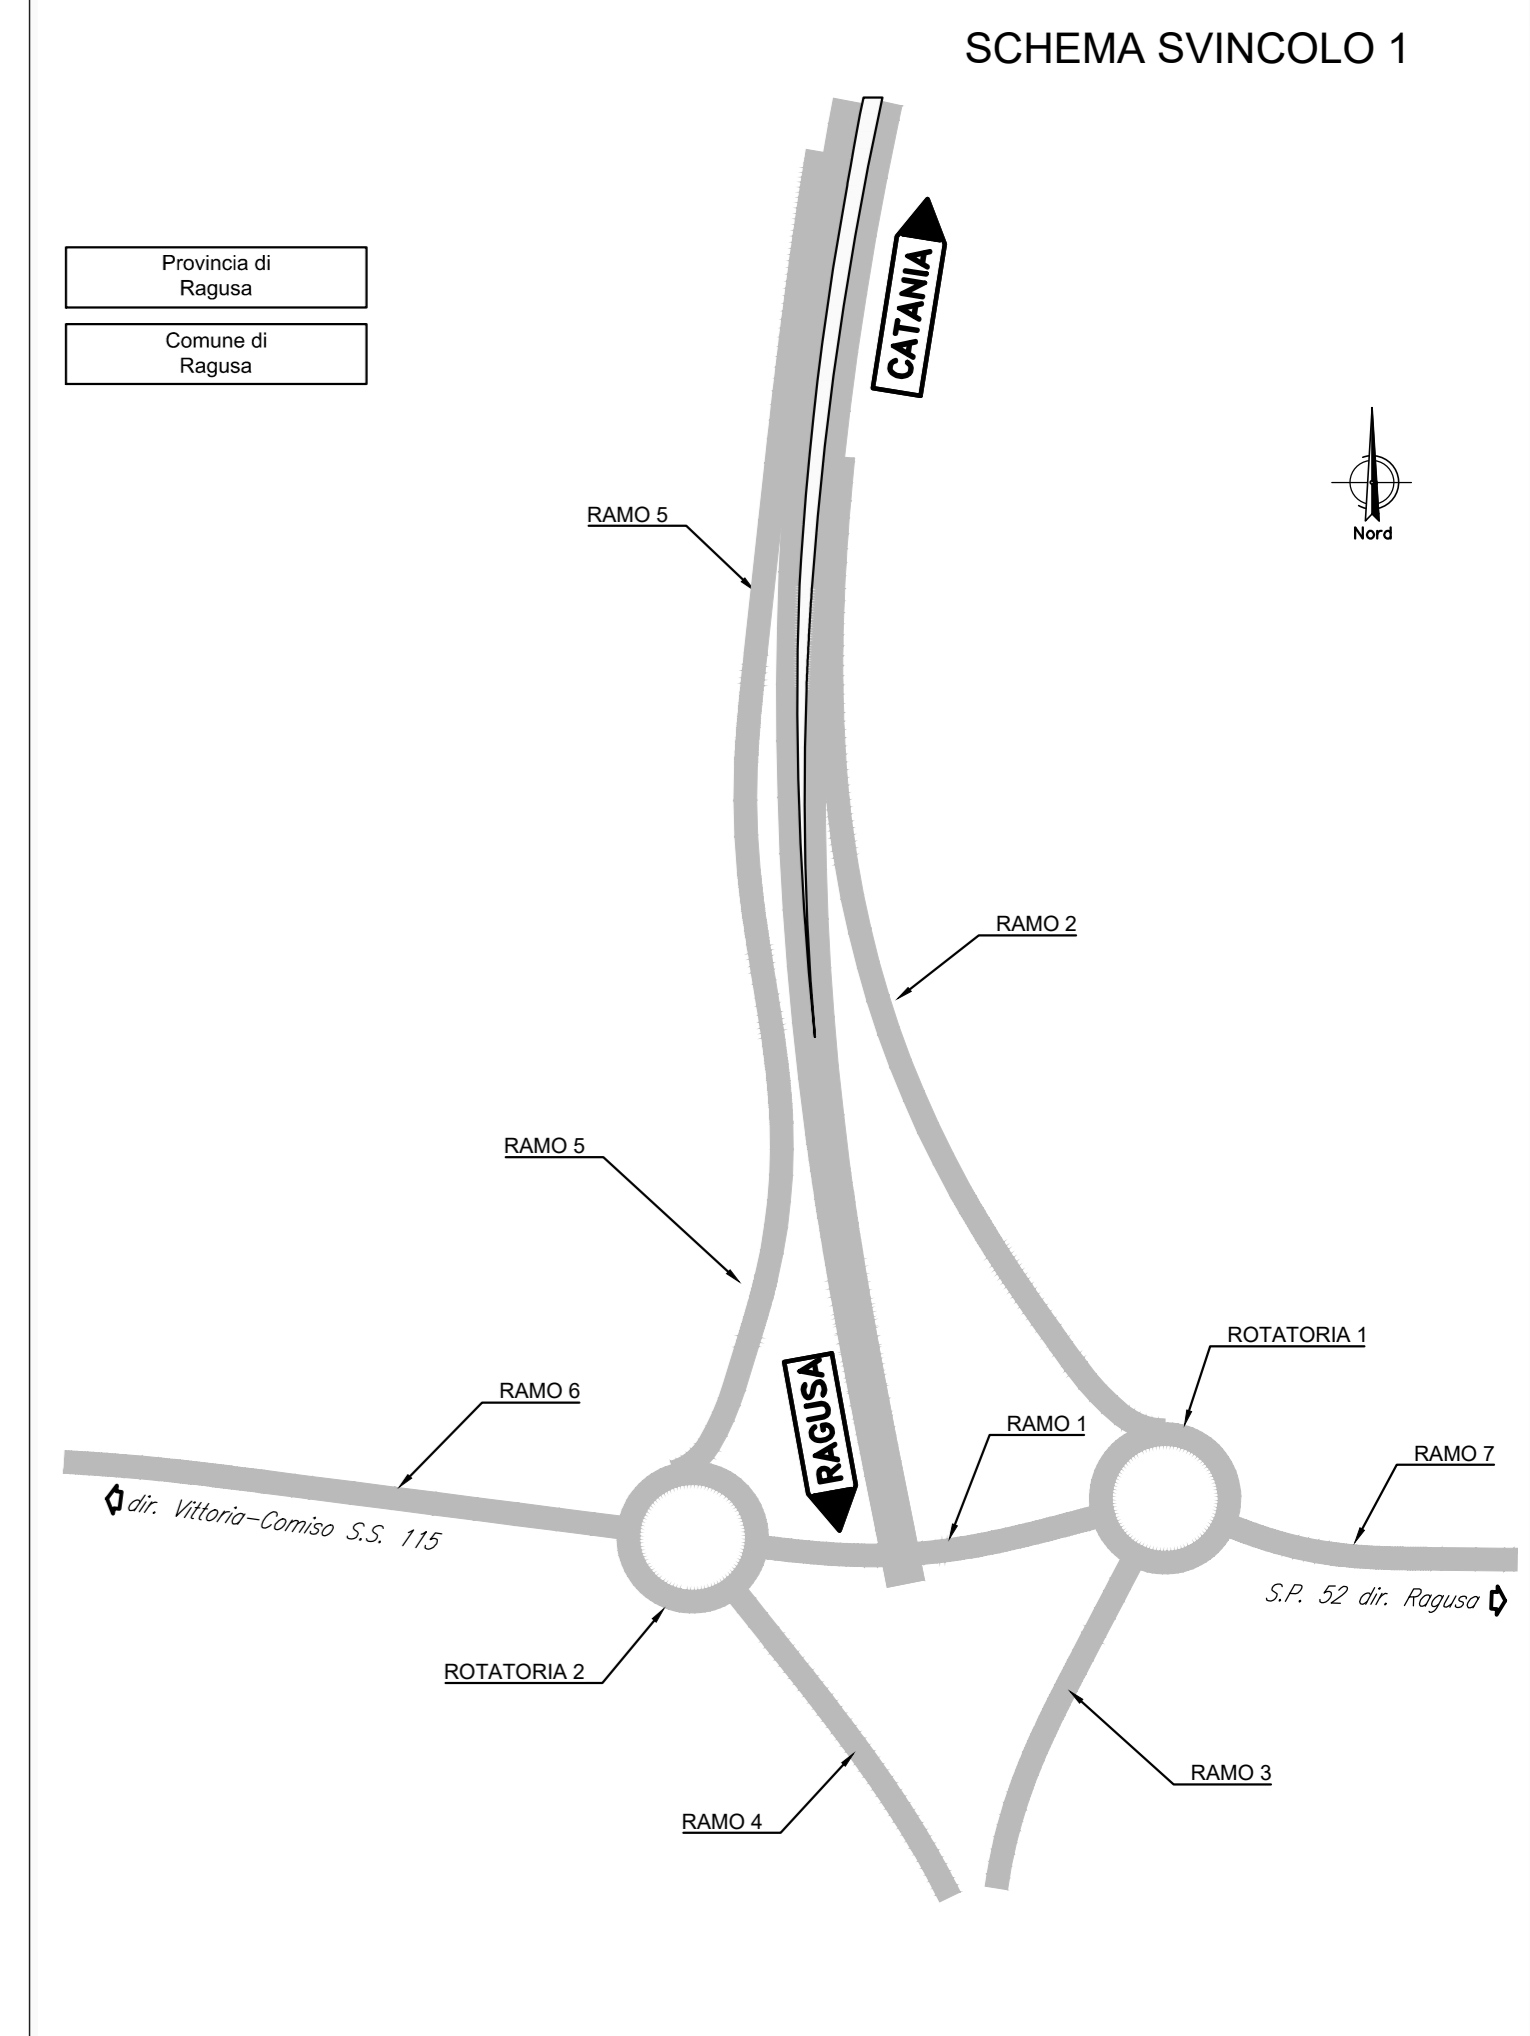 SCHEMA SVINCOLO 1
Provincia di
Ragusa
Comune di
Ragusa
CATANIA
RAMO 5
Nord
RAMO 2
RAMO 5
ROTATORIA 1
RAGUSA
RAMO 6
RAMO 1
RAMO 7
dir. Vittoria-Comiso S.S. 115
S.P. 52 dir. Ragusa
ROTATORIA 2
RAMO 3
RAMO 4